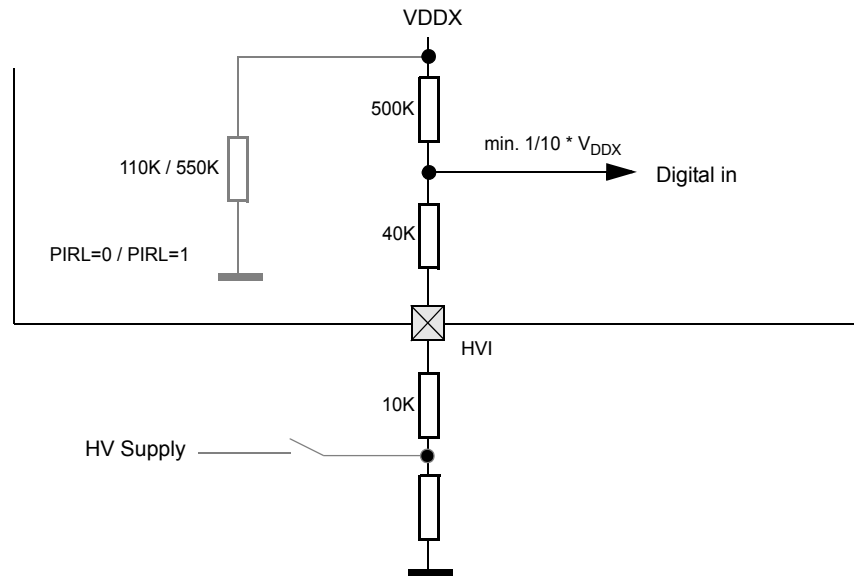 VDDX
500K
min. 1/10 * VDDX
110K / 550K
Digital in
40K
PIRL=0 / PIRL=1
HVI
10K
HV Supply